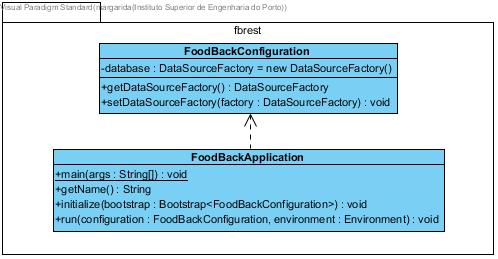 Visual Paradigm Standard(margarida(Instituto Superior de Engenharia do Porto))
fbrest
FoodBackConfiguration
-database : DataSourceFactory = new DataSourceFactory()
+getDataSourceFactory() : DataSourceFactory
+setDataSourceFactory(factory : DataSourceFactory) : void
FoodBackApplication
+main(args : String[]) : void
+getName() : String
+initialize(bootstrap : Bootstrap<FoodBackConfiguration>) : void
+run(configuration : FoodBackConfiguration, environment : Environment) : void